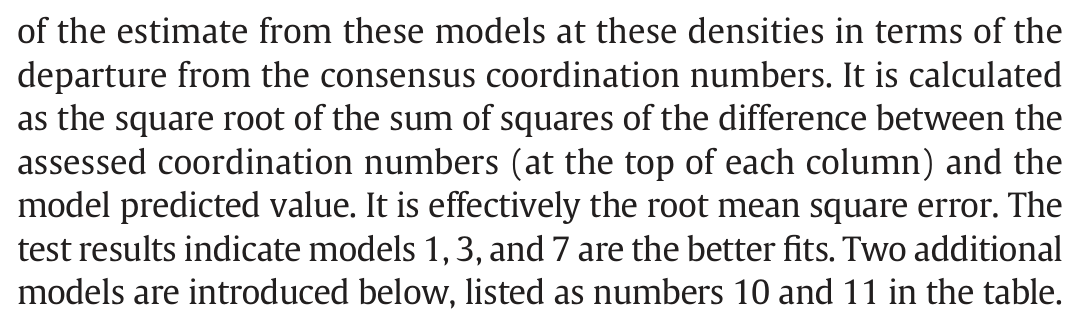 of the estimate from these models at these densities in terms of the
departure from the consensus coordination numbers. It is calculated
as the square root of the sum of squares of the difference between the
assessed coordination numbers (at the top of each column) and the
model predicted value. It is effectively the root mean square error. The
test results indicate models 1, 3, and 7 are the better fits. Two additional
models are introduced below, listed as numbers 10 and 11 in the table.